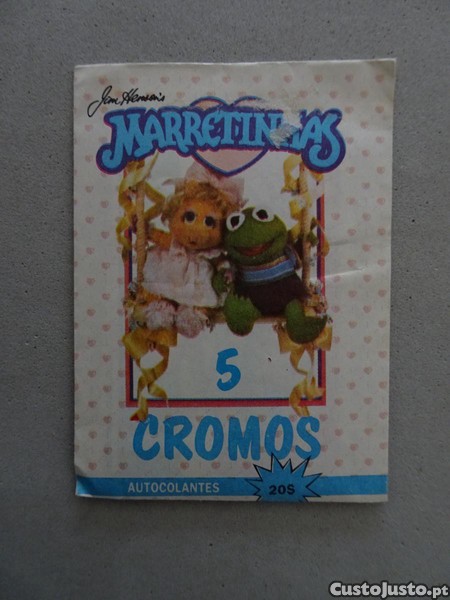 Jim Henson's
MARRETINHAS
5
CROMOS
AUTOCOLANTES
20$
CustoJusto.pt